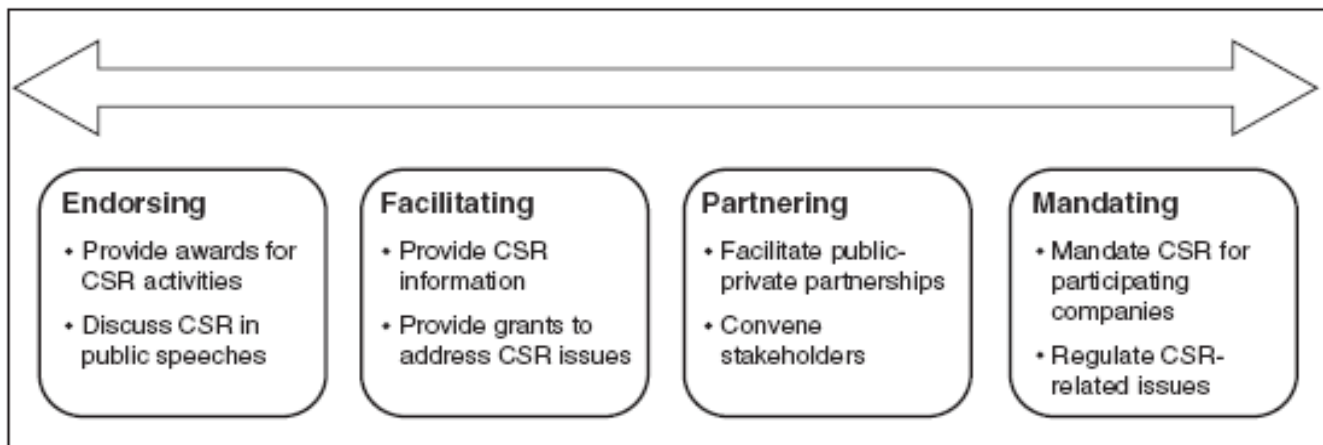 Endorsing
• Provide awards for
CSR activities
• Discuss CSR in
public speeches
Facilitating
• Provide CSR
information
• Provide grants to
address CSR issues
Partnering
• Facilitate public-
private partnerships
• Convene
stakeholders
Mandating
• Mandate CSR for
participating
companies
• Regulate CSR-
related issues